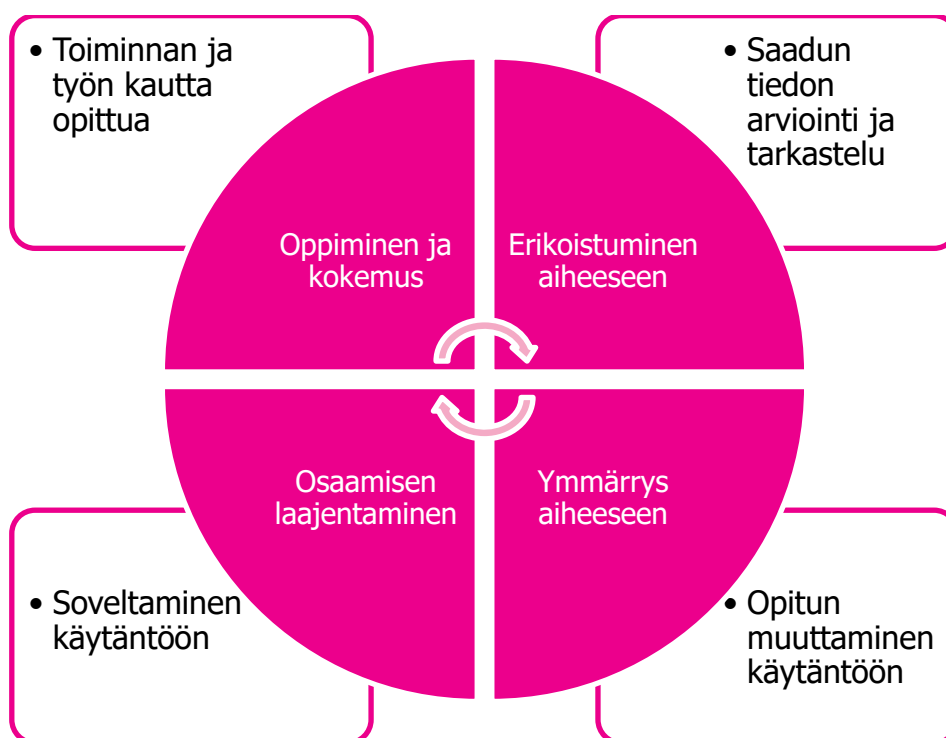 • Toiminnan ja
työn kautta
opittua
• Saadun
tiedon
arviointi ja
tarkastelu
Oppiminen ja
kokemus
Erikoistuminen
aiheeseen
Osaamisen
laajentaminen
Ymmärrys
aiheeseen
• Soveltaminen
käytäntöön
• Opitun
muuttaminen
käytäntöön